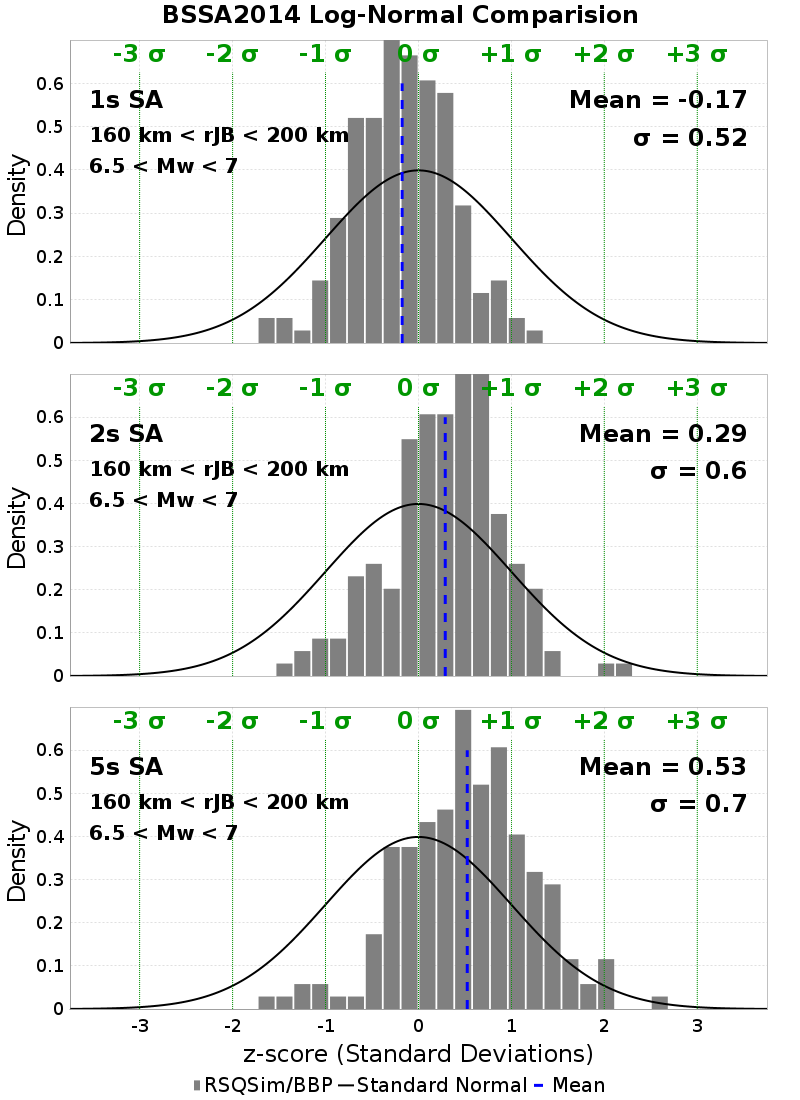 BSSA2014 Log-Normal Comparision
-3 σ -2 σ -1 σ 0 σ +1 σ +2 σ +3 σ
1s SA
160 km < rJB < 200 km
6.5 < Mw < 7
Mean = -0.17
σ = 0.52
Density
0.6
0.5
0.4
0.3
0.2
0.1
0
-3 σ -2 σ -1 σ 0 σ +1 σ +2 σ +3 σ
2s SA
160 km < rJB < 200 km
6.5 < Mw < 7
Mean = 0.29
σ = 0.6
Density
0.6
0.5
0.4
0.3
0.2
0.1
0
-3 σ -2 σ -1 σ 0 σ +1 σ +2 σ +3 σ
5s SA
160 km < rJB < 200 km
6.5 < Mw < 7
Mean = 0.53
σ = 0.7
Density
0.6
0.5
0.4
0.3
0.2
0.1
0
-3 -2 -1 0 1 2 3
z-score (Standard Deviations)
RSQSim/BBP Standard Normal Mean